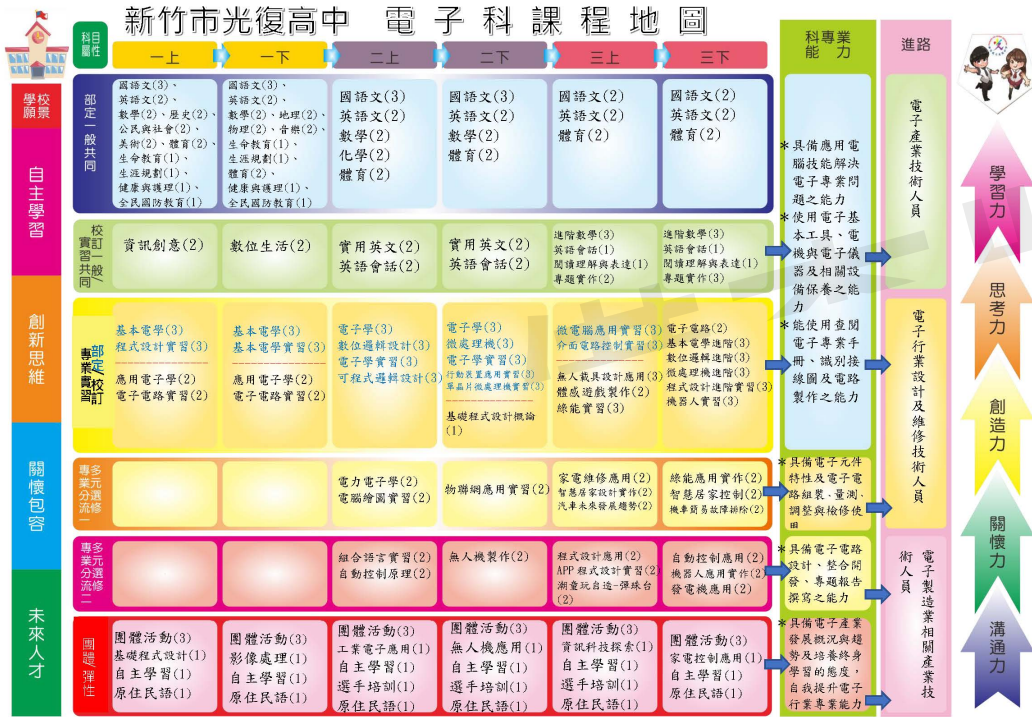 新竹市光復高中 電子科課程地圖
科目屬性
一上
一下
二上
二下
三上
三下
科專業能力
進路
學校願景
自主學習
創新思維
關懷包容
未來人才
部定一般共同
國語文(3)、
英語文(2)、
數學(2)、歷史(2)、
公民與社會(2)、
美術(2)、體育(2)、
生命教育(1)、
生涯規劃(1)、
健康與護理(1)、
全民國防教育(1)
國語文(3)、
英語文(2)、
數學(2)、地理(2)、
物理(2)、音樂(2)、
生命教育(1)、
生涯規劃(1)、
體育(2)、
健康與護理(1)、
全民國防教育(1)
國語文(3)
英語文(2)
數學(2)
化學(2)
體育(2)
國語文(3)
英語文(2)
數學(2)
體育(2)
國語文(2)
英語文(2)
體育(2)
國語文(2)
英語文(2)
體育(2)
校訂一般/實習共同
資訊創意(2)
數位生活(2)
實用英文(2)
英語會話(2)
實用英文(2)
英語會話(2)
進階數學(3)
英語會話(1)
閱讀理解與表達(1)
專題實作(2)
進階數學(3)
英語會話(1)
閱讀理解與表達(1)
專題實作(3)
部定/校訂專業實習
基本電學(3)
程式設計實習(3)
應用電子學(2)
電子電路實習(2)
基本電學(3)
基本電學實習(3)
應用電子學(2)
電子電路實習(2)
電子學(3)
數位邏輯設計(3)
電子學實習(3)
可程式邏輯設計(3)
電子學(3)
微處理機(3)
電子學實習(3)
行動裝置應用實習(3)
單晶片微處理機實習(3)
基礎程式設計概論
(1)
微電腦應用實習(3)
介面電路控制實習(3)
無人載具設計應用(3)
體感遊戲製作(2)
綠能實習(3)
電子電路(2)
基本電學進階(3)
數位邏輯進階(3)
微處理機進階(3)
程式設計進階實習(3)
機器人實習(3)
多元選修專業分流一
電力電子學(2)
電腦繪圖實習(2)
物聯網應用實習(2)
家電維修應用(2)
智慧居家設計實作(2)
汽車未來發展趨勢(2)
綠能應用實作(2)
智慧居家控制(2)
機車簡易故障排除(2)
多元選修專業分流二
組合語言實習(2)
自動控制原理(2)
無人機製作(2)
程式設計應用(2)
APP程式設計實習(2)
潮童玩自造-彈珠台
(2)
自動控制應用(2)
機器人應用實作(2)
發電機應用(2)
團體/彈性
團體活動(3)
基礎程式設計(1)
自主學習(1)
原住民語(1)
團體活動(3)
影像處理(1)
自主學習(1)
原住民語(1)
團體活動(3)
工業電子應用(1)
自主學習(1)
選手培訓(1)
原住民語(1)
團體活動(3)
無人機應用(1)
自主學習(1)
選手培訓(1)
原住民語(1)
團體活動(3)
資訊科技探索(1)
自主學習(1)
選手培訓(1)
原住民語(1)
團體活動(3)
家電控制應用(1)
自主學習(1)
原住民語(1)
*具備應用電
腦技能解決
電子專業問
題之能力
*使用電子基
本工具、電
機與電子儀
器及相關設
備保養之能
力
*能使用查閱
電子專業手
冊、識別接
線圖及電路
製作之能力
*具備電子元件
特性及電子電
路組裝、量測、
調整與檢修使
用
*具備電子電路
設計、整合開
發、專題報告
撰寫之能力
*具備電子產業
發展概況與趨
勢及培養終身
學習的態度，
自我提升電子
行業專業能力
電子產業技術人員
電子行業設計及維修技術人員
電子製造業相關產業技
術人員
學習力
思考力
創造力
關懷力
溝通力